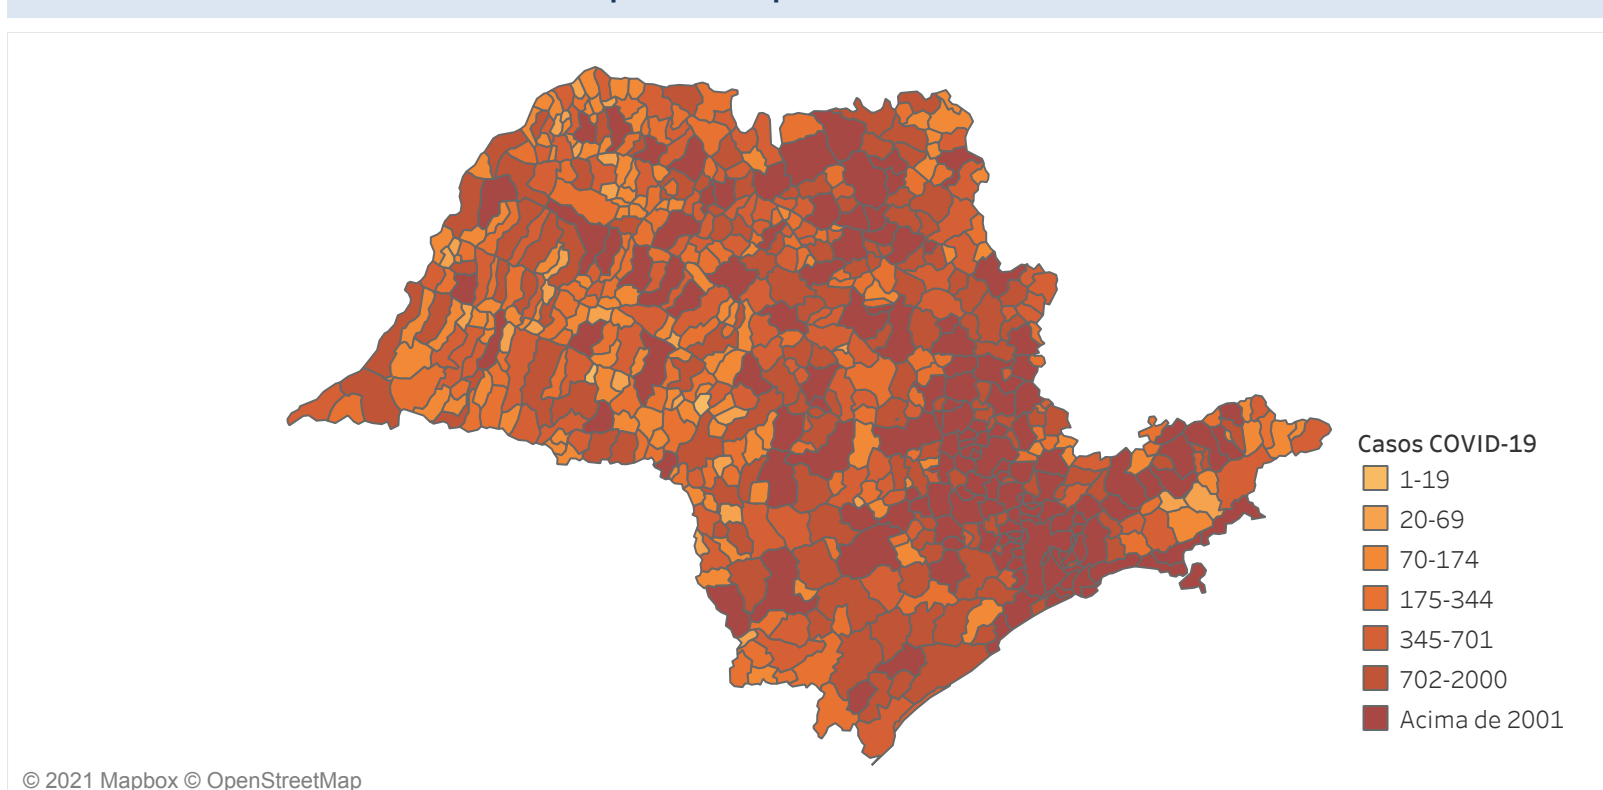 Casos COVID-19
1-19
20-69
70-174
175-344
345-701
702-2000
Acima de 2001
© 2021 Mapbox © OpenStreetMap